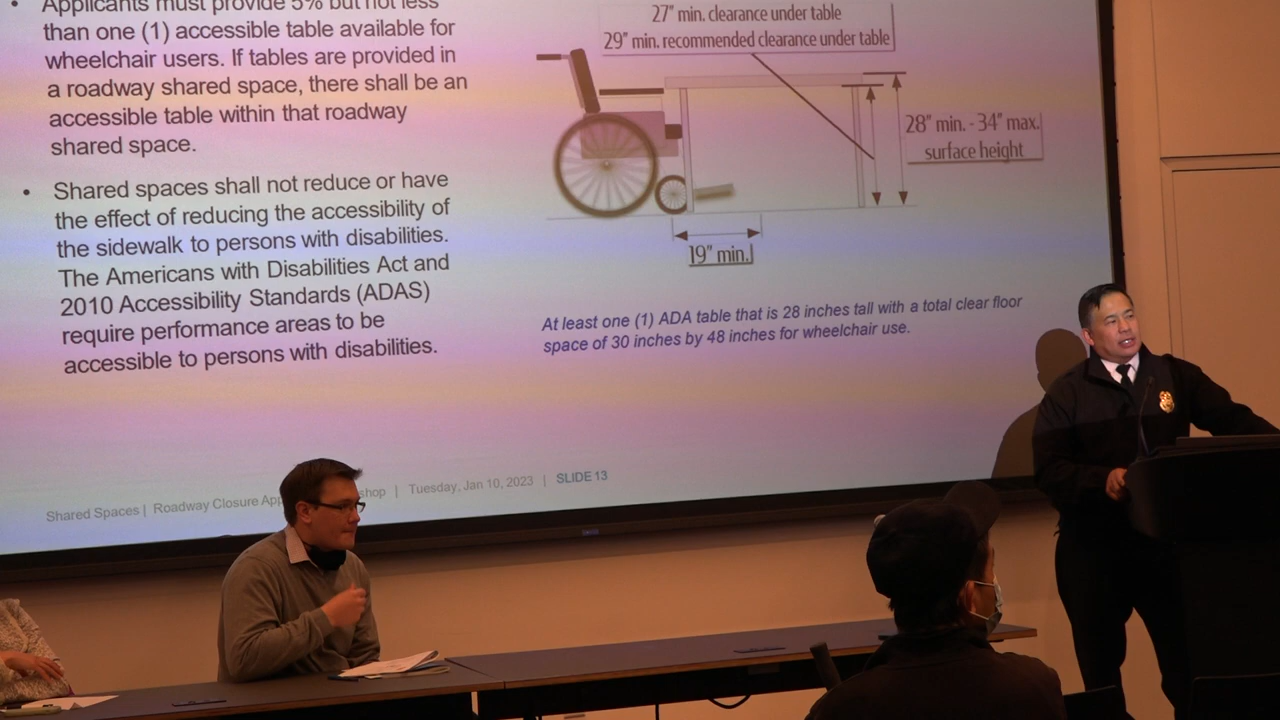 Applicants must provide 5% but not less
than one (1) accessible table available for
wheelchair users. If tables are provided in
a roadway shared space, there shall be an
accessible table within that roadway
shared space.
• Shared spaces shall not reduce or have
the effect of reducing the accessibility of
the sidewalk to persons with disabilities.
The Americans with Disabilities Act and
2010 Accessibility Standards (ADAS)
require performance areas to be
accessible to persons with disabilities.
27" min. clearance under table
29" min. recommended clearance under table
28" min. - 34" max.
surface height
19" min.
At least one (1) ADA table that is 28 inches tall with a total clear floor
space of 30 inches by 48 inches for wheelchair use.
Shared Spaces | Roadway Closure App shop | Tuesday, Jan 10, 2023 | SLIDE 13